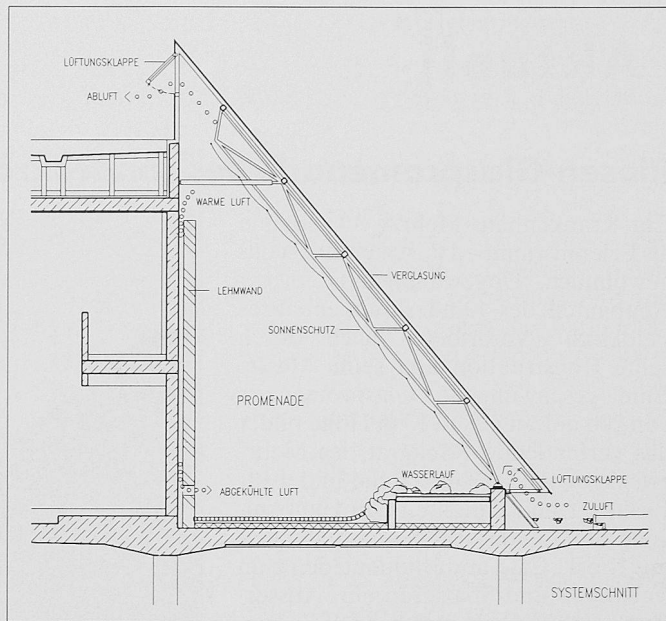 LÜFTUNGSKLAPPE
ABLUFT
WARME LUFT
VERGLASUNG
LEHMWAND
SONNENSCHUTZ
PROMENADE
WASSERLAUF
ABGEKÜHLTE LUFT
LÜFTUNGSKLAPPE
ZULUFT
SYSTEMSCHNITT